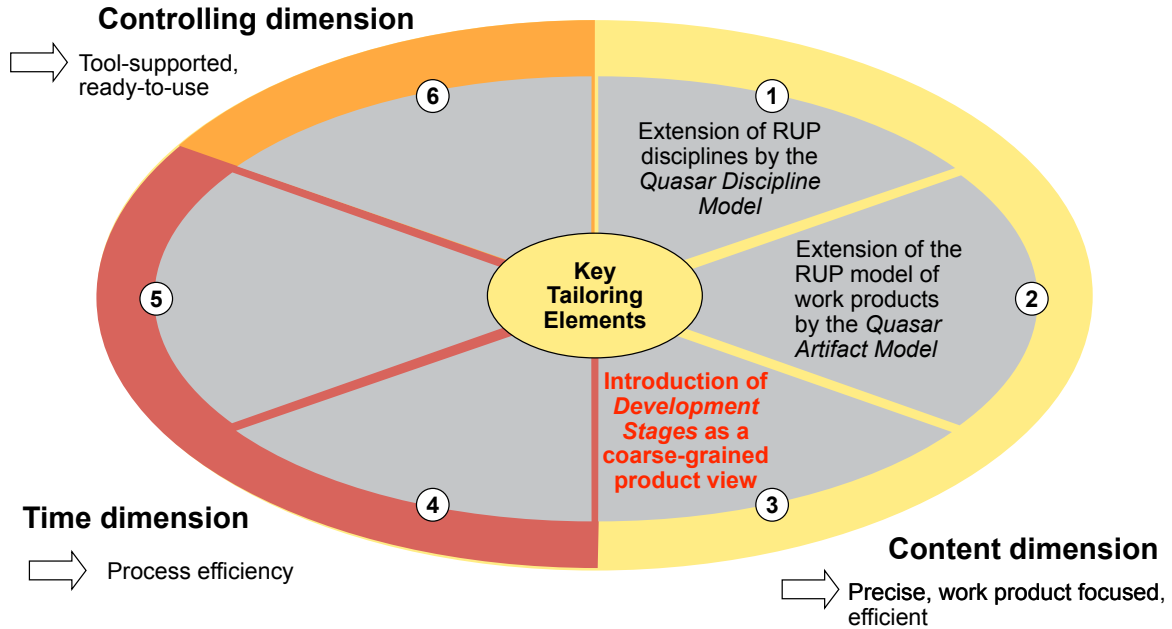 Controlling dimension
Tool-supported,
ready-to-use
6
1
Extension of RUP
disciplines by the
Quasar Discipline
Model
Extension of the
RUP model of
work products
by the Quasar
Artifact Model
2
Key
Tailoring
Elements
5
Introduction of
Development
Stages as a
coarse-grained
product view
4
3
Time dimension
Process efficiency
Content dimension
Precise, work product focused,
efficient